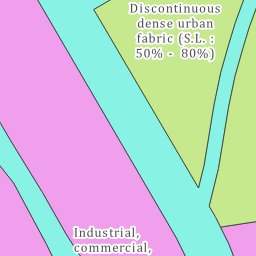 Discontinuous
dense urban
fabric (S.L. :
50% - 80%)
Industrial,
commercial,